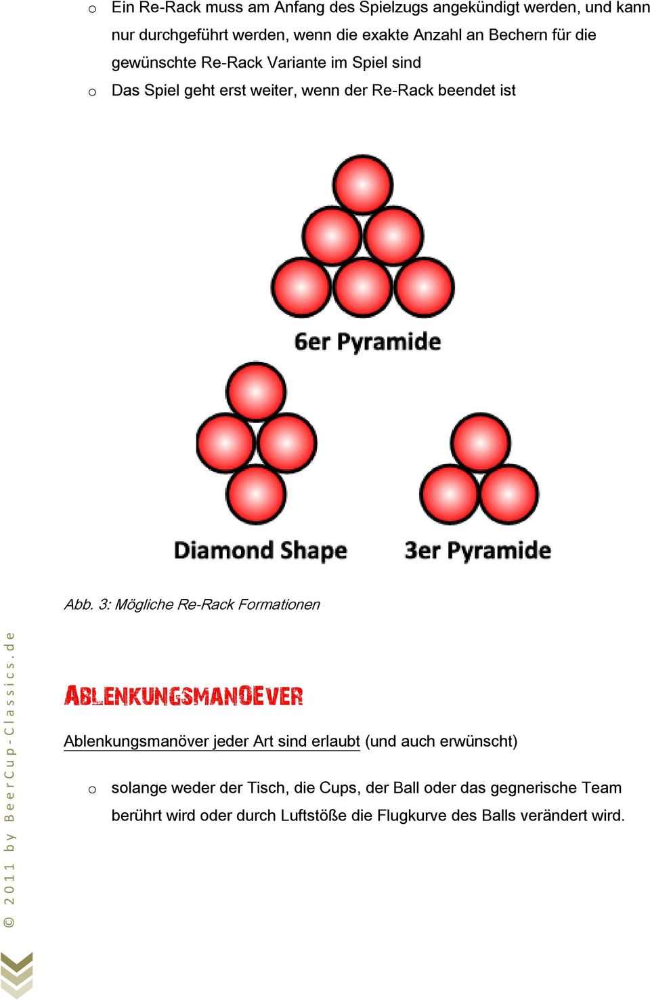 o Ein Re-Rack muss am Anfang des Spielzugs angekündigt werden, und kann
nur durchgeführt werden, wenn die exakte Anzahl an Bechern für die
gewünschte Re-Rack Variante im Spiel sind
o Das Spiel geht erst weiter, wenn der Re-Rack beendet ist
6er Pyramide
Diamond Shape
3er Pyramide
Abb. 3: Mögliche Re-Rack Formationen
ABLENKUNGSMANOEVER
Ablenkungsmanöver jeder Art sind erlaubt (und auch erwünscht)
o solange weder der Tisch, die Cups, der Ball oder das gegnerische Team
berührt wird oder durch Luftstöße die Flugkurve des Balls verändert wird.
© 2011 by BeerCup-Classics.de